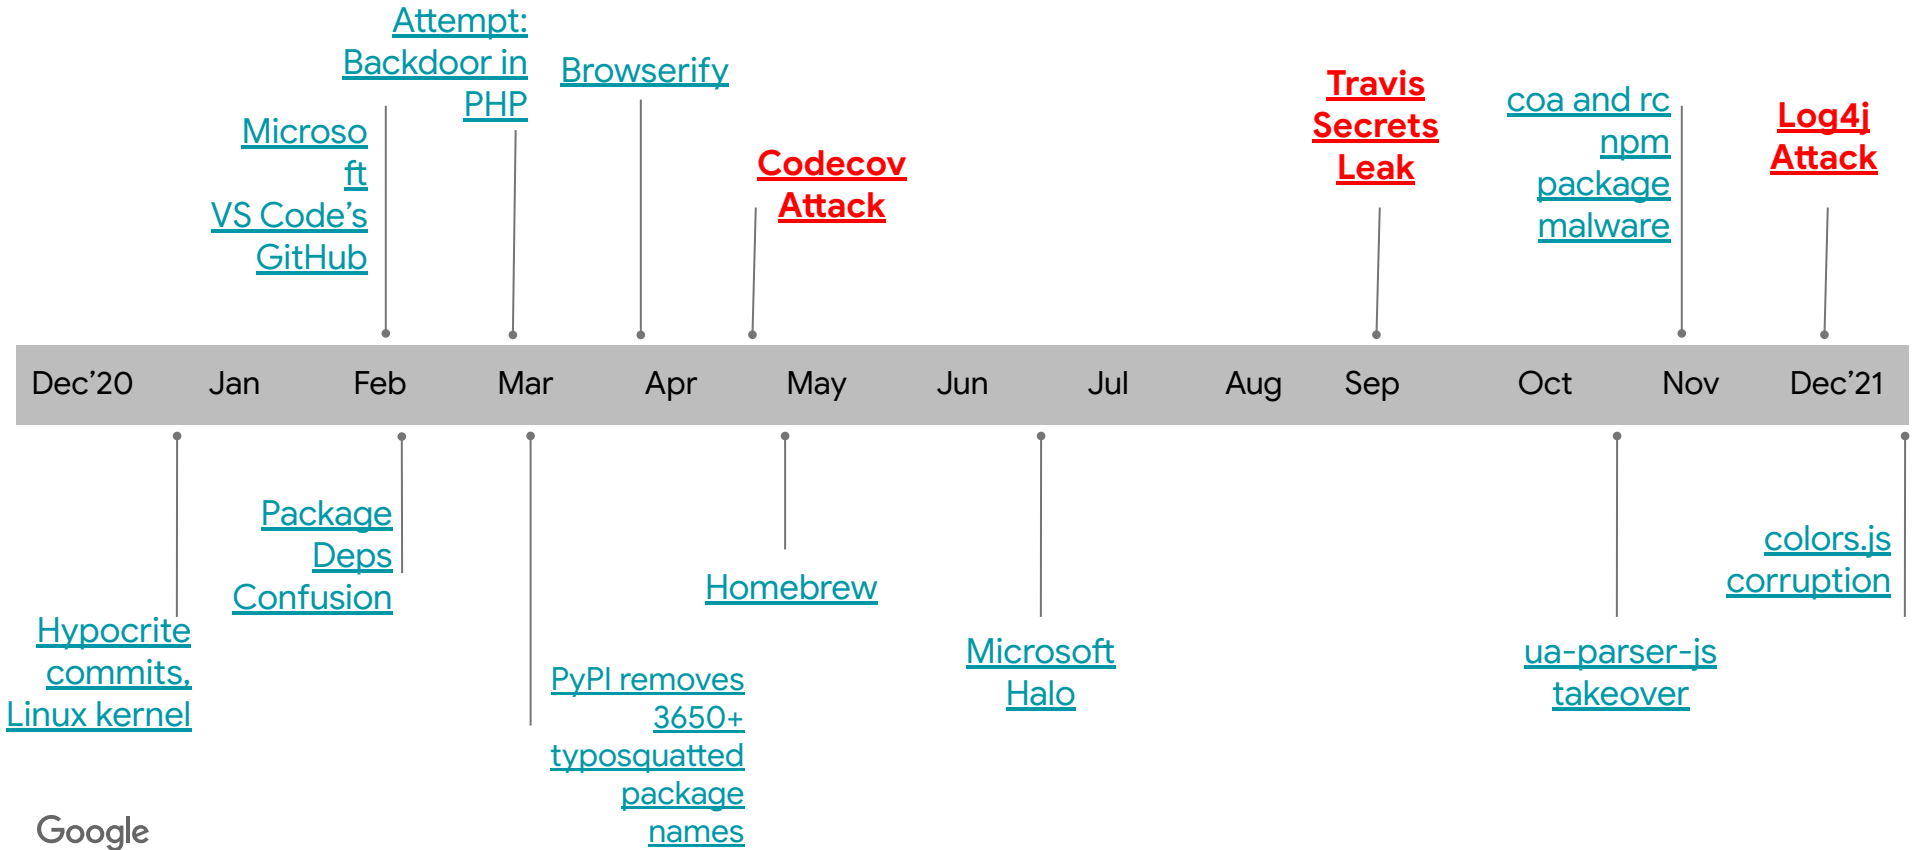 Attempt:
Backdoor in
PHP
Microso
ft
VS Code’s
GitHub
Browserify
Codecov
Attack
Travis
Secrets
Leak
coa and rc
npm
package
malware
Log4j
Attack
Dec’20 Jan Feb Mar Apr May Jun Jul Aug Sep Oct Nov Dec’21
Hypocrite
commits,
Linux kernel
Package
Deps
Confusion
PyPI removes
3650+
typosquatted
package
names
Homebrew
Microsoft
Halo
ua-parser-js
takeover
colors.js
corruption
Google